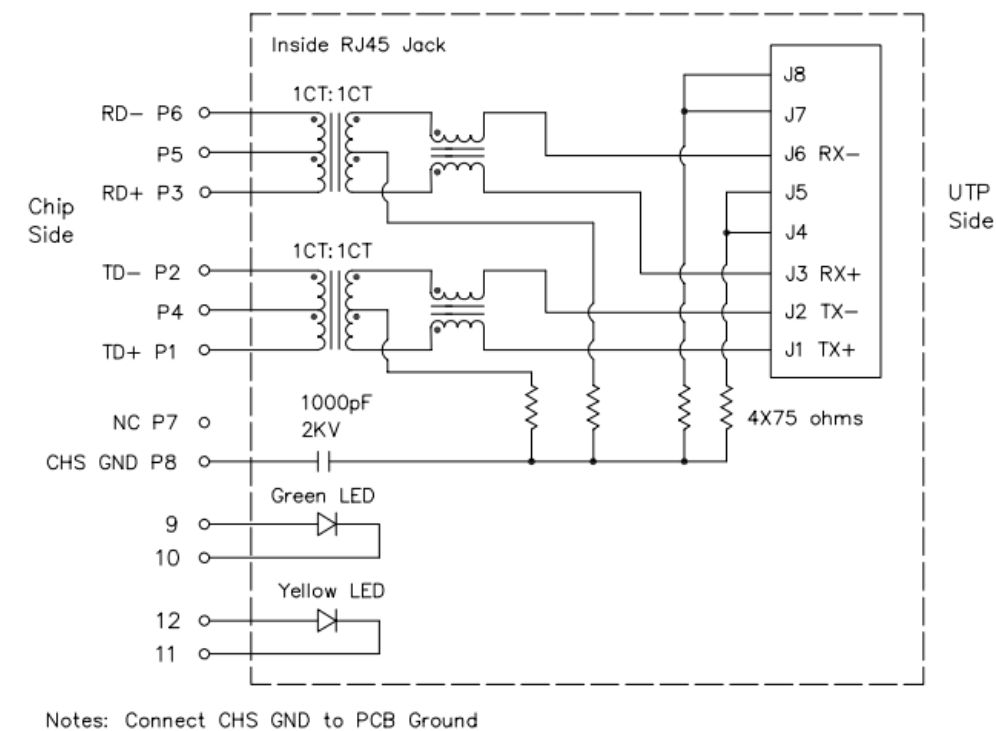 Inside RJ45 Jack
J8
1CT:1CT
RD- P6
J7
P5
J6 RX-
RD+ P3
J5
Chip
Side
UTP
Side
J4
1CT:1CT
TD- P2
J3 RX+
P4
J2 TX-
TD+ P1
J1 TX+
1000pF
2KV
4X75 ohms
NC P7
CHS GND P8
Green LED
9
10
Yellow LED
12
11
Notes: Connect CHS GND to PCB Ground